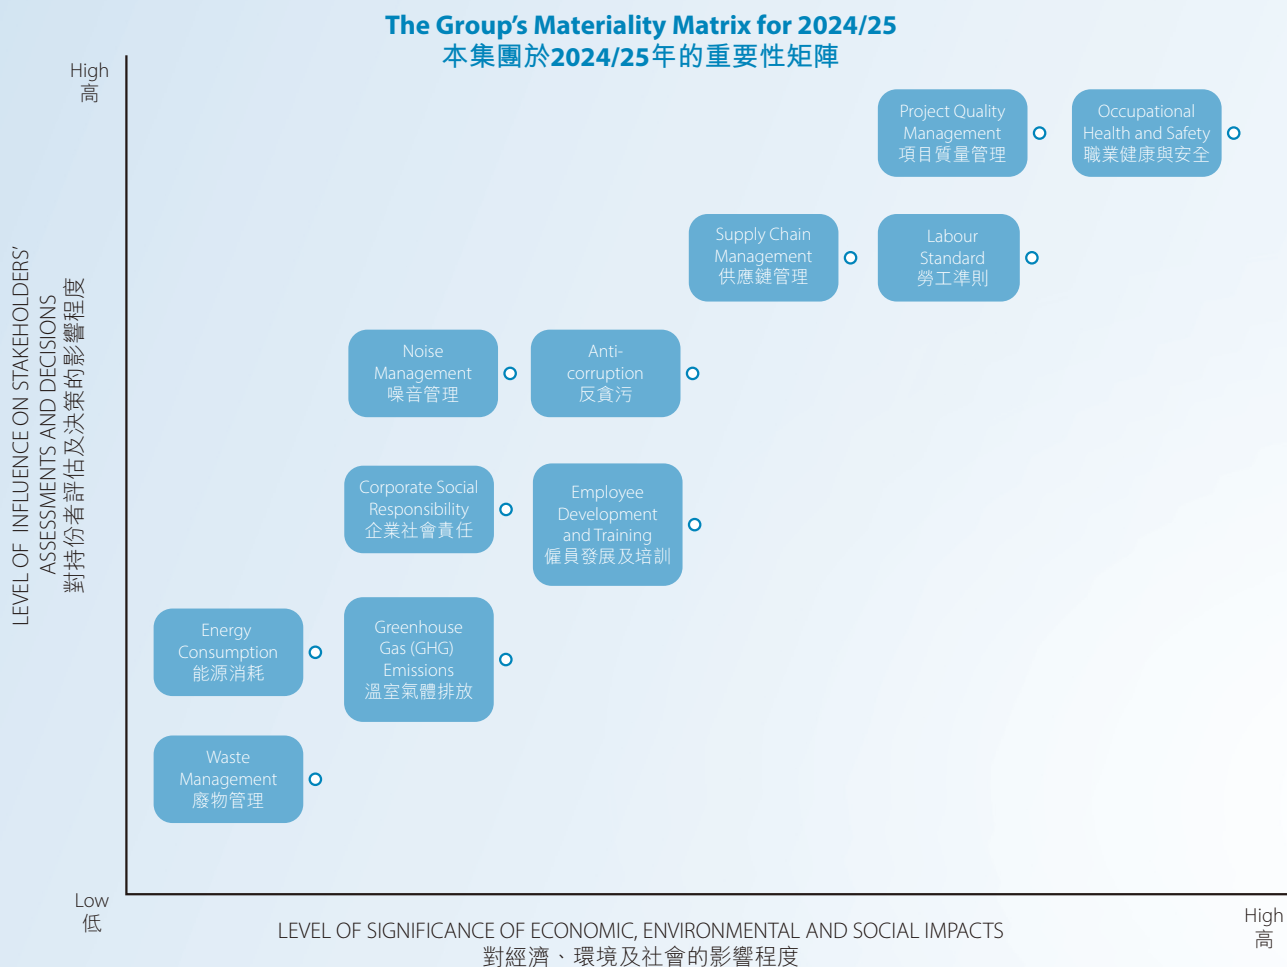 The Group's Materiality Matrix for 2024/25
本集團於2024/25年的重要性矩陣
High
高
Project Quality
Management
項目質量管理
Occupational
Health and Safety
職業健康與安全
Supply Chain
Management
供應鏈管理
Labour
Standard
勞工準則
LEVEL OF INFLUENCE ON STAKEHOLDERS'
ASSESSMENTS AND DECISIONS
對持份者評估及決策的影響程度
Noise
Management
噪音管理
Anti-
corruption
反貪污
Corporate Social
Responsibility
企業社會責任
Employee
Development
and Training
僱員發展及培訓
Energy
Consumption
能源消耗
Greenhouse
Gas (GHG)
Emissions
溫室氣體排放
Waste
Management
廢物管理
Low
低
LEVEL OF SIGNIFICANCE OF ECONOMIC, ENVIRONMENTAL AND SOCIAL IMPACTS
對經濟、環境及社會的影響程度
High
高